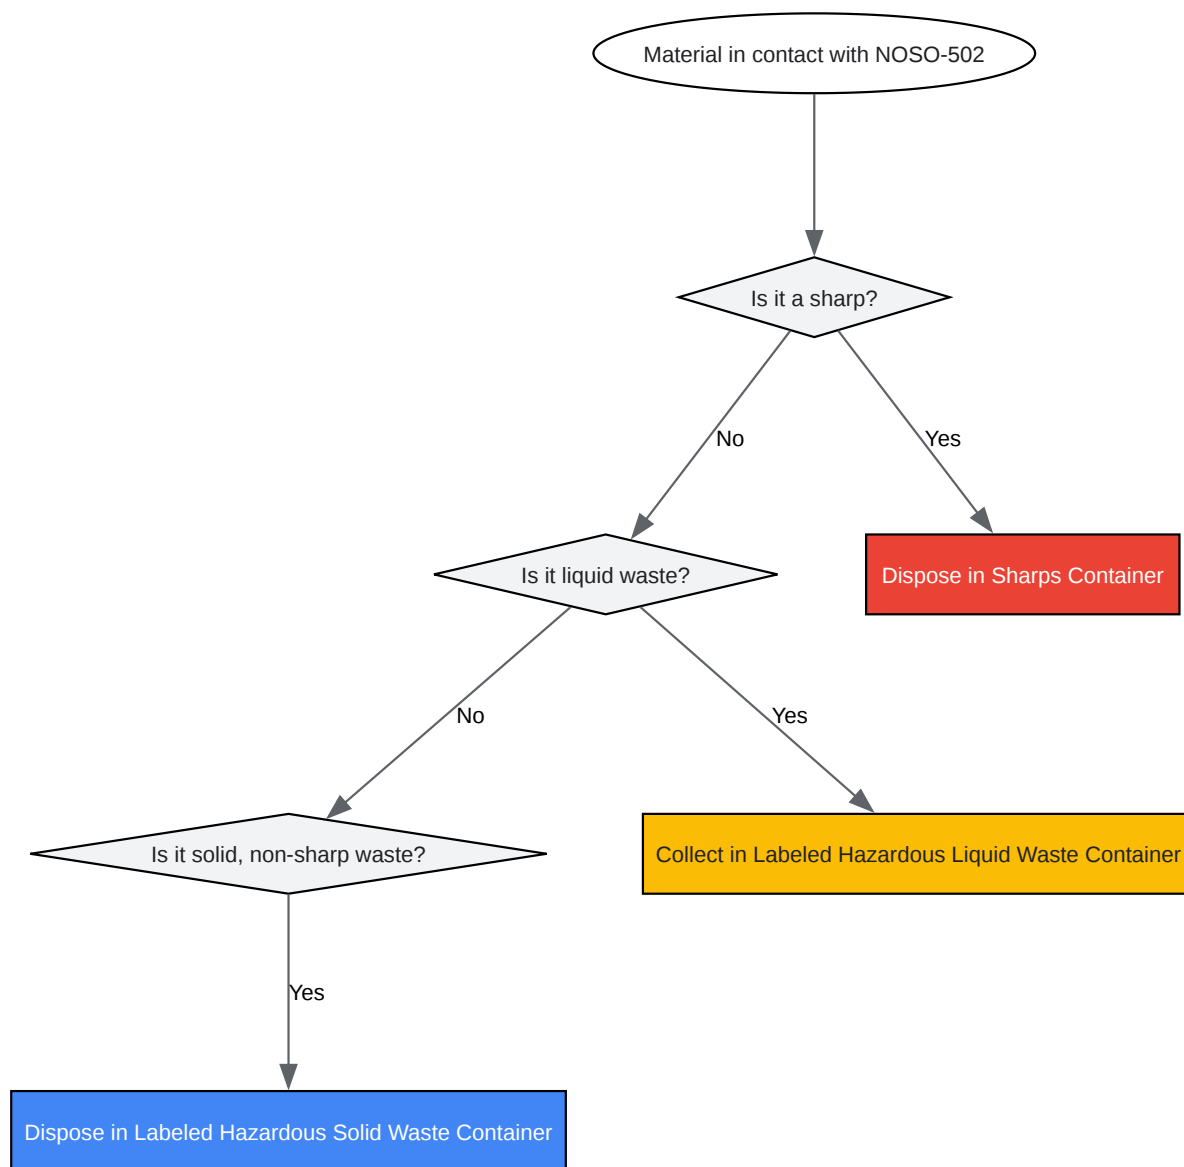 Material in contact with NOSO-502
Is it a sharp?
No
Yes
Is it liquid waste?
Dispose in Sharps Container
No
Yes
Is it solid, non-sharp waste?
Collect in Labeled Hazardous Liquid Waste Container
Yes
Dispose in Labeled Hazardous Solid Waste Container